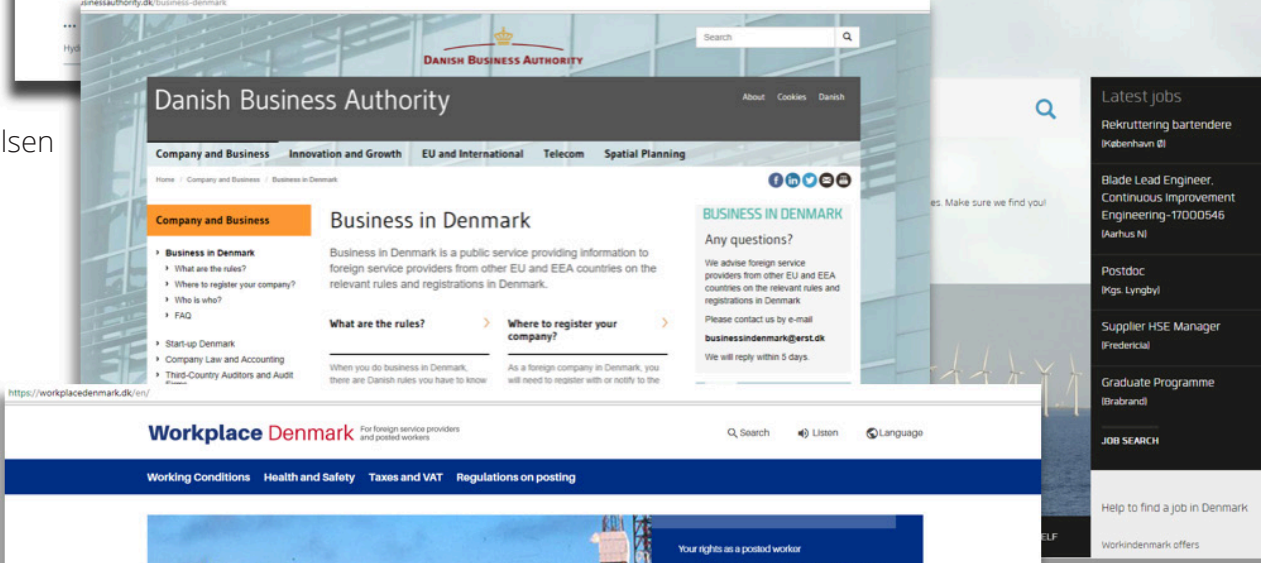 businessauthority.dk/business-denmark
...
Hyd
lsen
Search
DANISH BUSINESS AUTHORITY
Danish Business Authority
About Cookies Danish
Company and Business Innovation and Growth EU and International Telecom Spatial Planning
Home / Company and Business / Business in Denmark
Company and Business
Business in Denmark
What are the rules?
Where to register your company?
Who is who?
FAQ
Start-up Denmark
Company Law and Accounting
Third-Country Auditors and Audit
Business in Denmark
Business in Denmark is a public service providing information to
foreign service providers from other EU and EEA countries on the
relevant rules and registrations in Denmark.
What are the rules?
When you do business in Denmark,
there are Danish rules you have to know
Where to register your
company?
As a foreign company in Denmark, you
will need to register with or notify to the
BUSINESS IN DENMARK
Any questions?
We advise foreign service
providers from other EU and EEA
countries on the relevant rules and
registrations in Denmark
Please contact us by e-mail
businessindenmark@erst.dk
We will reply within 5 days.
es. Make sure we find you!
Latest jobs
Rekruttering bartendere
(København Ø)
Blade Lead Engineer,
Continuous Improvement
Engineering-17000546
(Aarhus N)
Postdoc
(Kgs. Lyngby)
Supplier HSE Manager
(Fredericia)
Graduate Programme
(Brabrand)
JOB SEARCH
Help to find a job in Denmark
Workindenmark offers
ELF
https://workplacedenmark.dk/en/
Workplace Denmark
For foreign service providers
and posted workers
Search Listen Language
Working Conditions Health and Safety Taxes and VAT Regulations on posting
Your rights as a posted worker